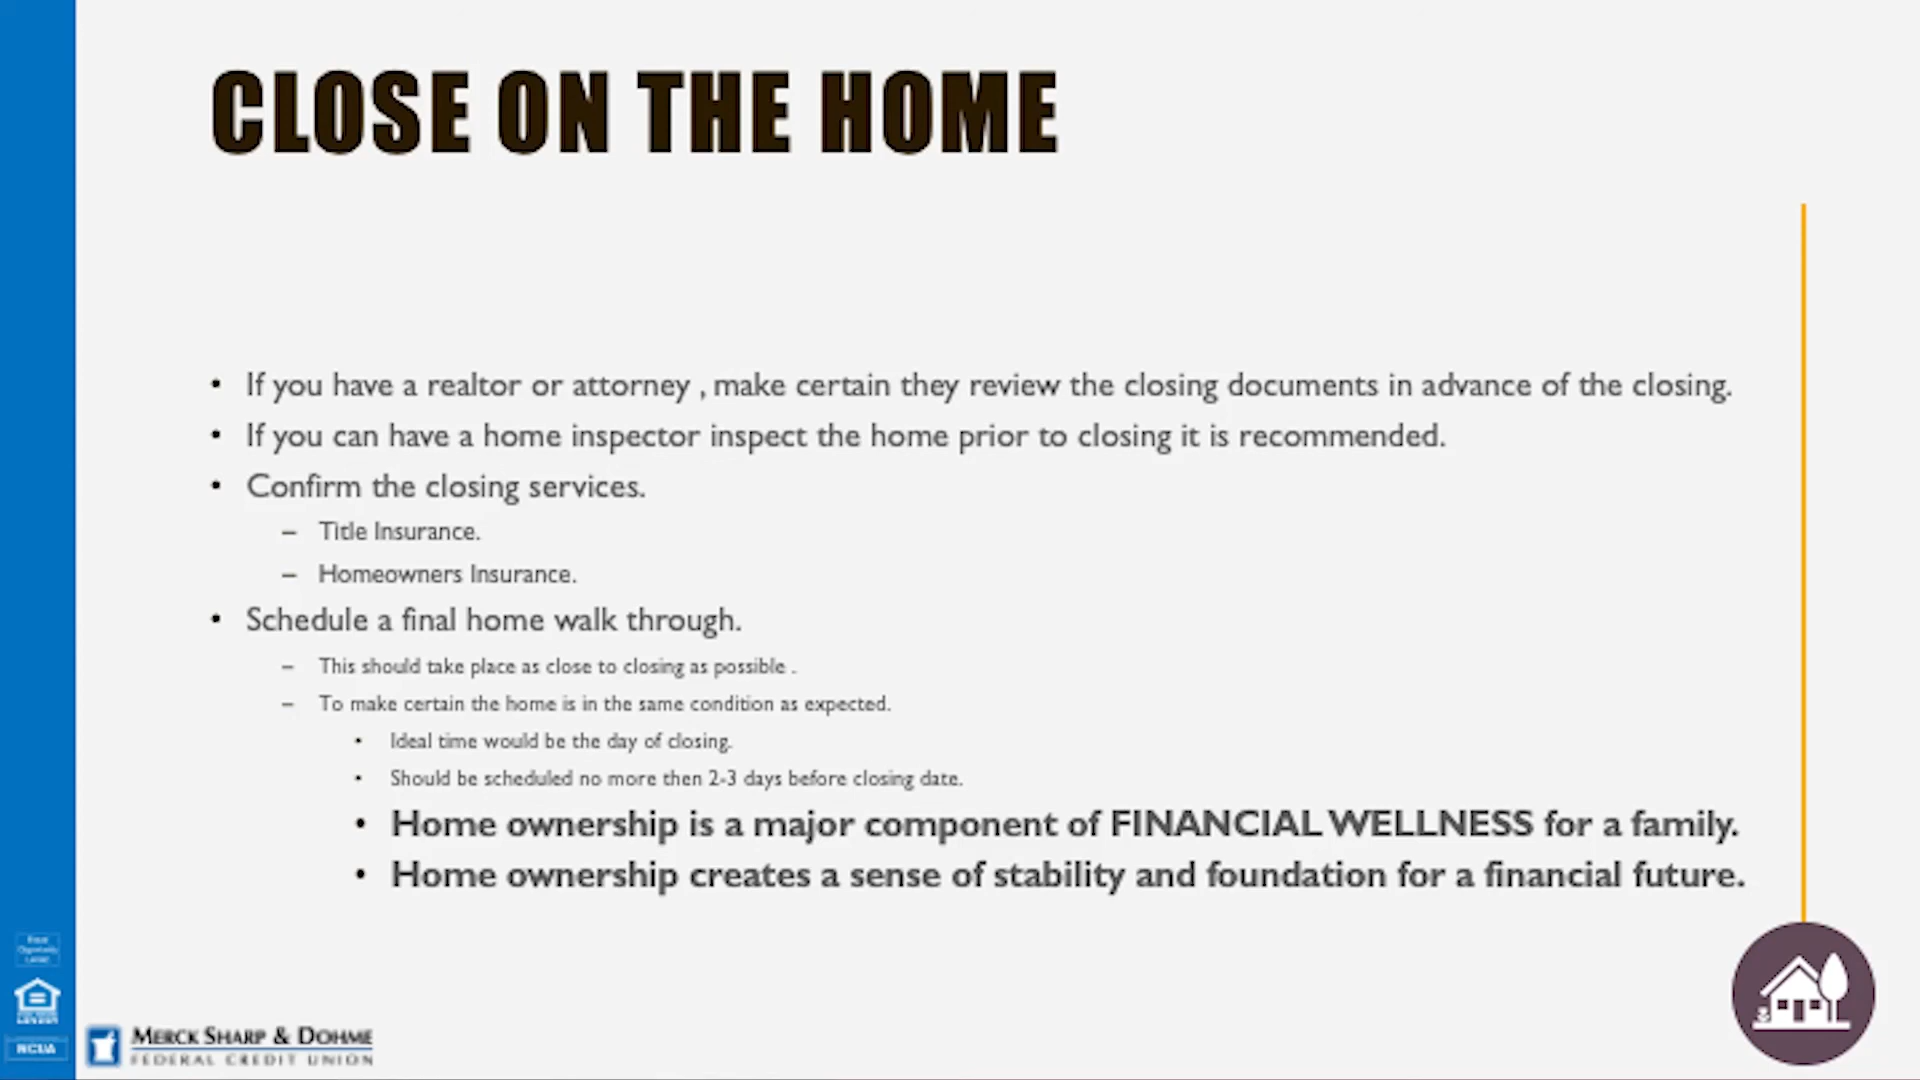 CLOSE ON THE HOME
• If you have a realtor or attorney , make certain they review the closing documents in advance of the closing.
• If you can have a home inspector inspect the home prior to closing it is recommended.
• Confirm the closing services.
– Title Insurance.
– Homeowners Insurance.
• Schedule a final home walk through.
– This should take place as close to closing as possible .
– To make certain the home is in the same condition as expected.
• Ideal time would be the day of closing.
• Should be scheduled no more then 2-3 days before closing date.
• Home ownership is a major component of FINANCIAL WELLNESS for a family.
• Home ownership creates a sense of stability and foundation for a financial future.
Equal
Opportunity
Lender
NCUA
MERCK SHARP & DOHME
FEDERAL CREDIT UNION